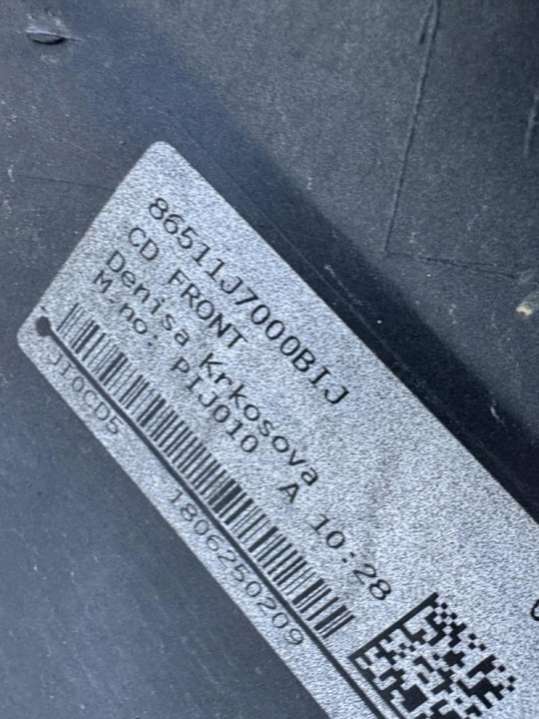 86511J7000BIJ
CD FRONT
Denisa Krkosova
M.no: PIJ010 A 10:28
JI0CD5 1806250209